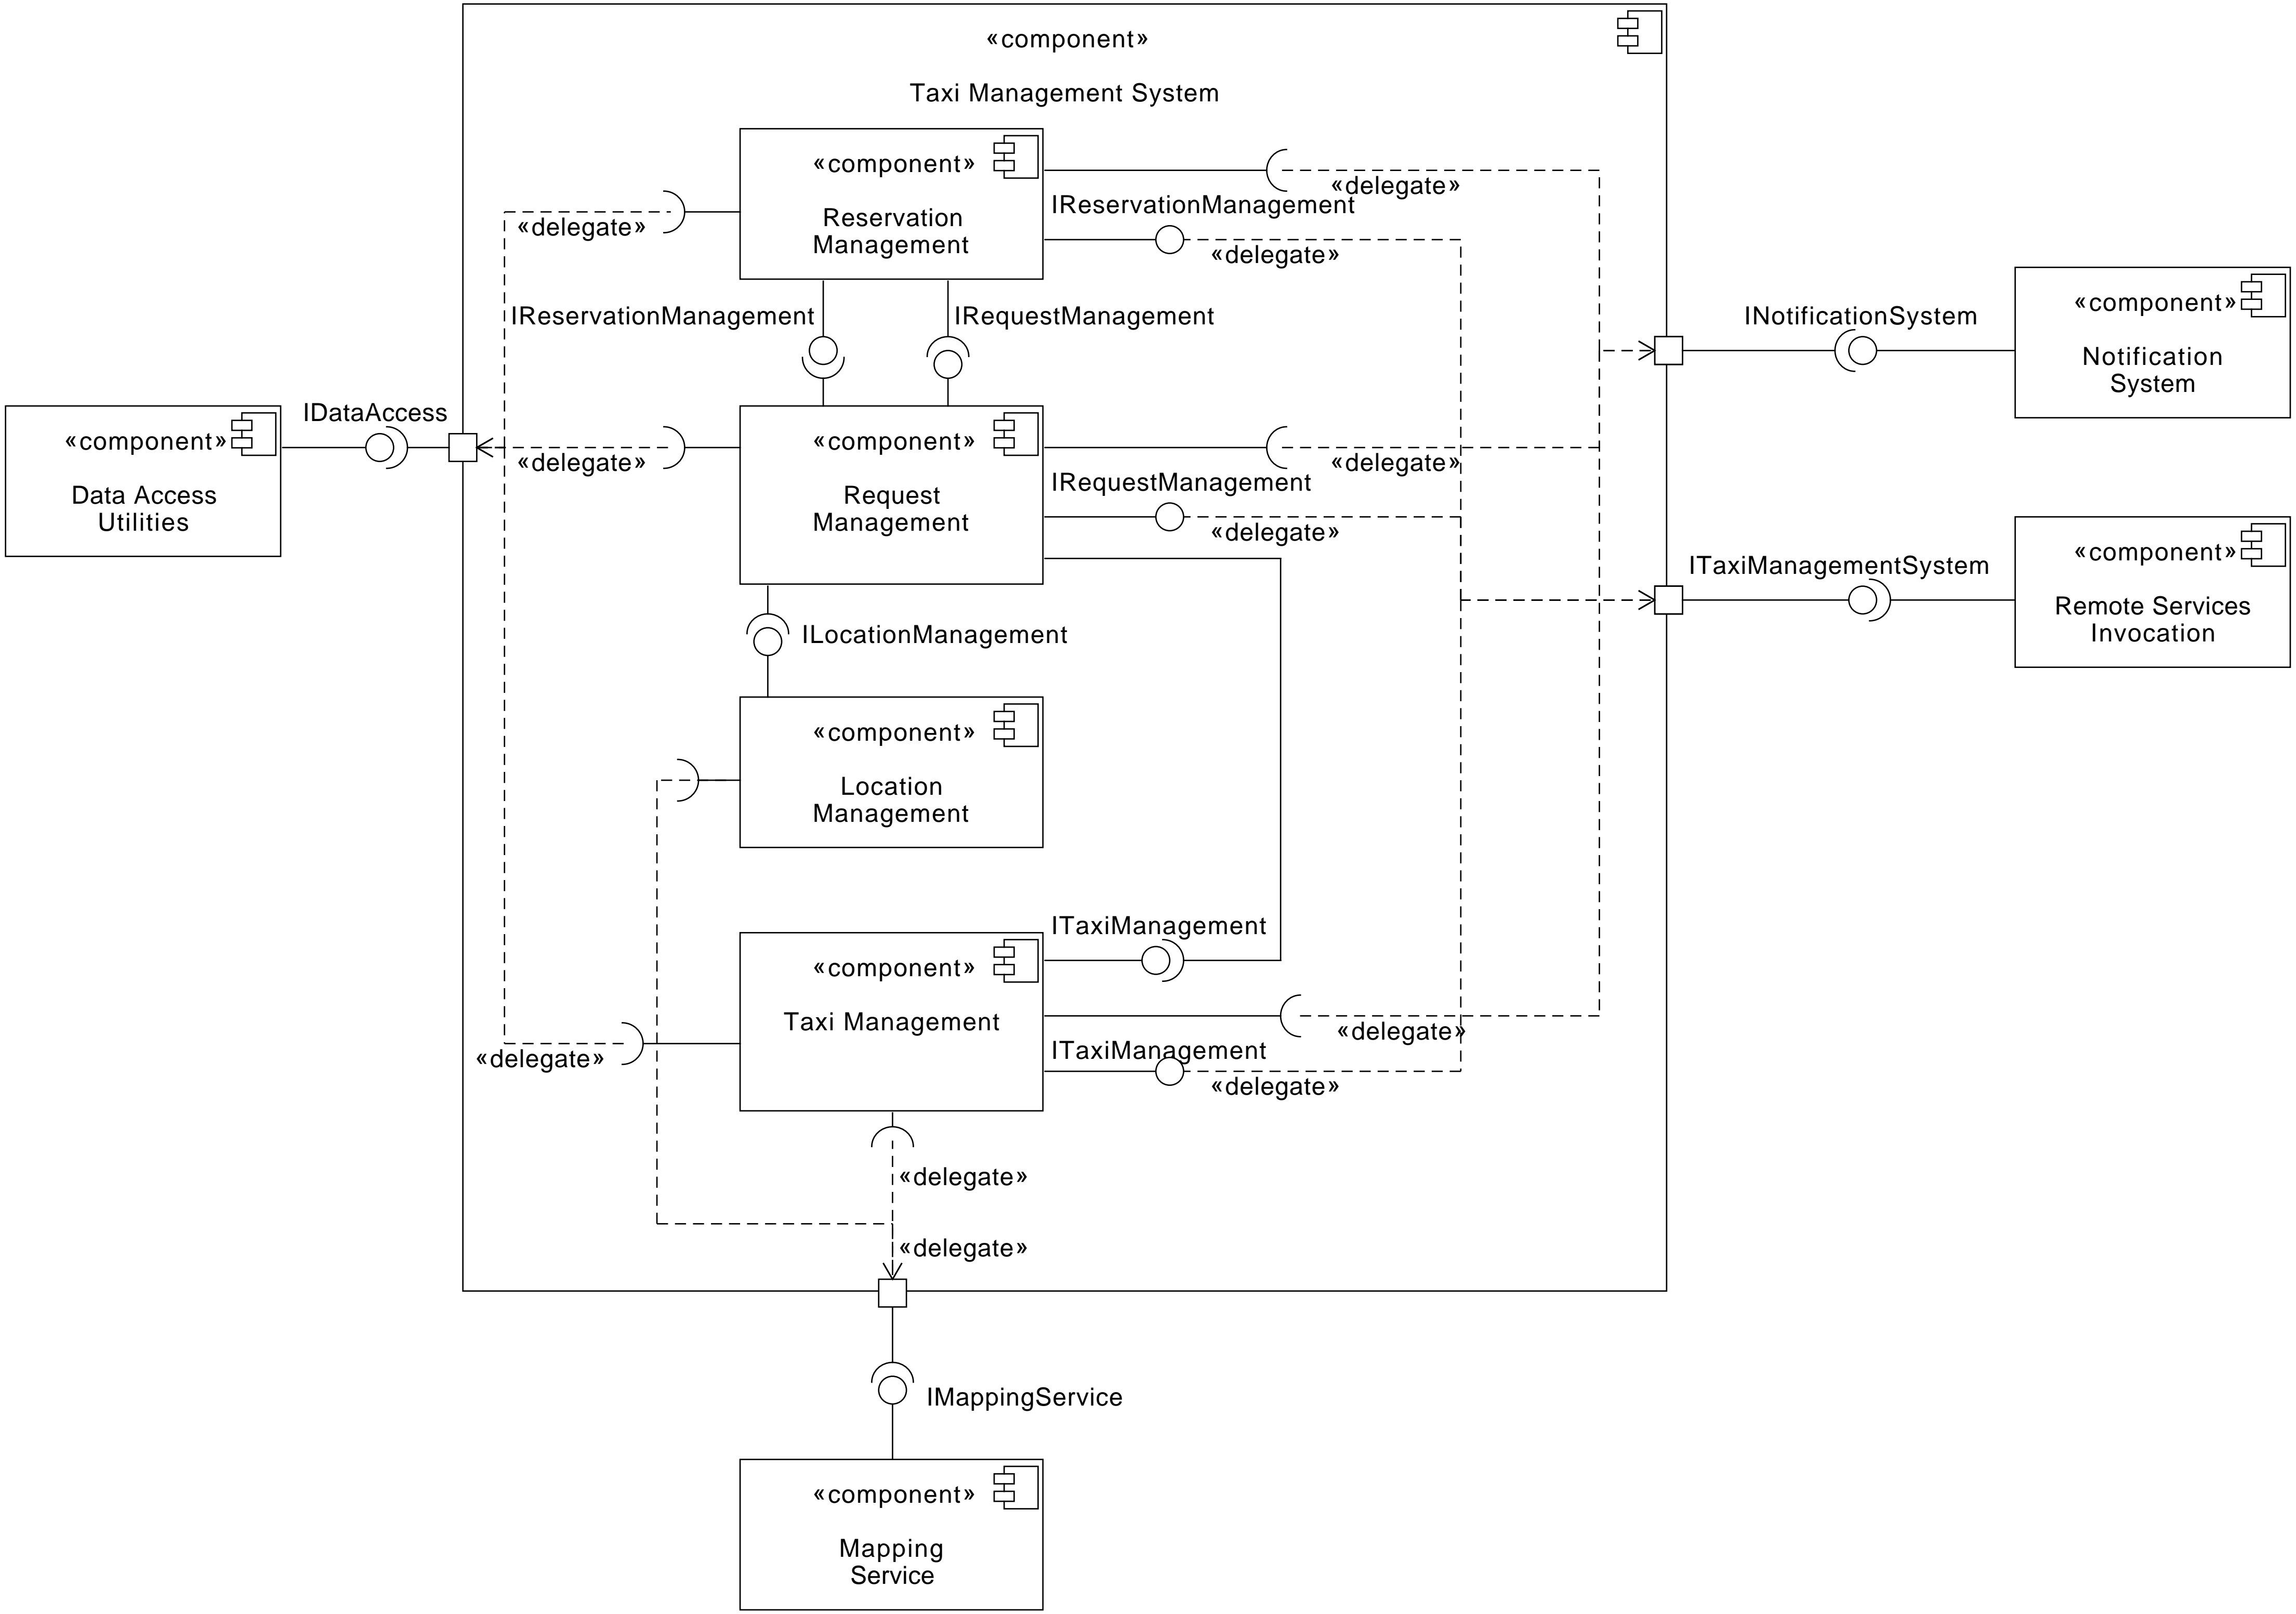 «component»
Taxi Management System
«component»
Reservation
Management
«delegate»
IReservationManagement
«delegate»
«delegate»
IReservationManagement
IRequestManagement
INotificationSystem
«component»
Notification
System
IDataAccess
«component»
Data Access
Utilities
«delegate»
«component»
Request
Management
«delegate»
IRequestManagement
«delegate»
ITaxiManagementSystem
«component»
Remote Services
Invocation
ILocationManagement
«component»
Location
Management
ITaxiManagement
«component»
Taxi Management
«delegate»
«delegate»
ITaxiManagement
«delegate»
«delegate»
«delegate»
IMappingService
«component»
Mapping
Service